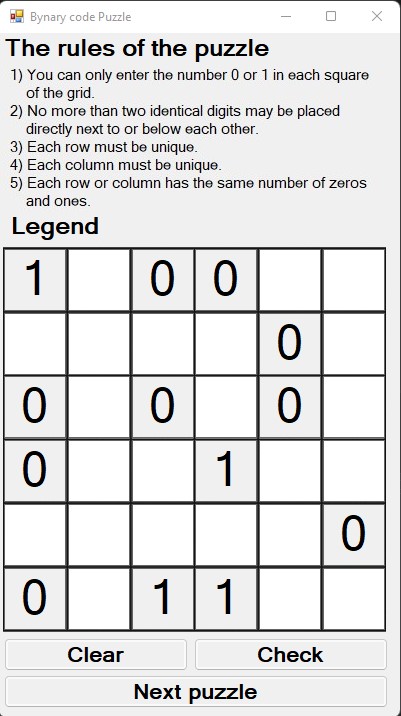 Bynary code Puzzle
The rules of the puzzle
1) You can only enter the number 0 or 1 in each square
of the grid.
2) No more than two identical digits may be placed
directly next to or below each other.
3) Each row must be unique.
4) Each column must be unique.
5) Each row or column has the same number of zeros
and ones.
Legend
1 0 0
0
0 0 0
0 1
0
0 1 1
Clear Check
Next puzzle